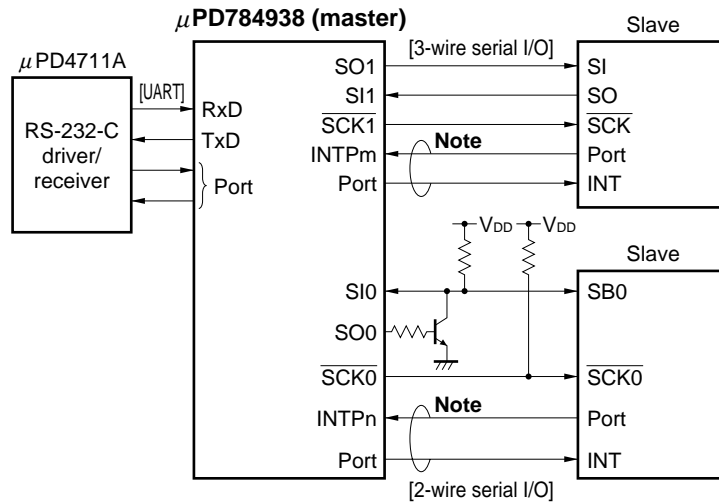 μPD784938 (master)
μPD4711A
[UART]
RS-232-C
driver/
receiver
RxD
TxD
Port
SO1
SI1
SCK1
INTPm
Port
SI0
SO0
SCK0
INTPn
Port
[3-wire serial I/O]
Note
VDD
VDD
Note
[2-wire serial I/O]
Slave
SI
SO
SCK
Port
INT
Slave
SB0
SCK0
Port
INT